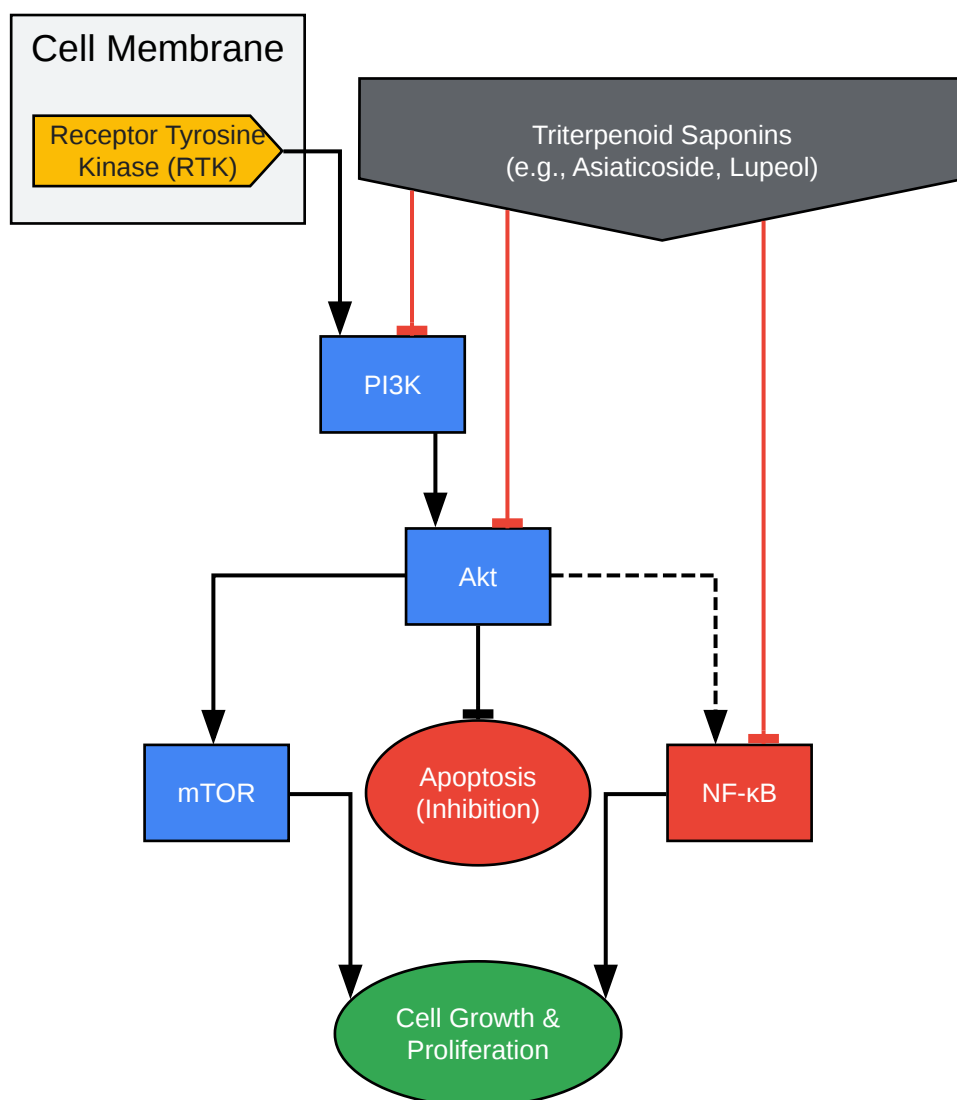 Cell Membrane
Receptor Tyrosine
Kinase (RTK)
Triterpenoid Saponins
(e.g., Asiaticoside, Lupeol)
PI3K
Akt
mTOR
Apoptosis
(Inhibition)
NF-κB
Cell Growth &
Proliferation